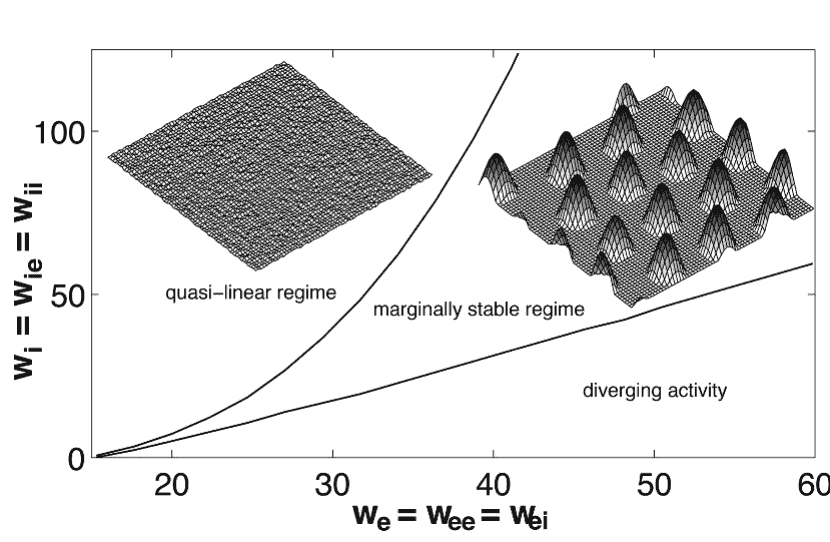 100
50
0
w_i = w_ie = w_ii
quasi-linear regime
marginally stable regime
diverging activity
20 30 40 50 60
w_e = w_ee = w_ei